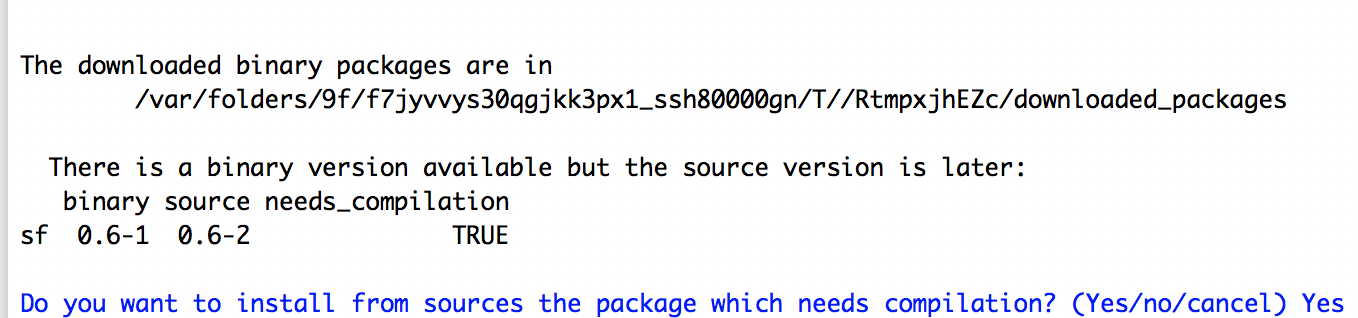 The downloaded binary packages are in
        /var/folders/9f/f7jyvvys30qgjkk3px1_ssh80000gn/T//RtmpxjhEZc/downloaded_packages
  There is a binary version available but the source version is later:
   binary source needs_compilation
sf  0.6-1  0.6-2              TRUE
Do you want to install from sources the package which needs compilation? (Yes/no/cancel) Yes